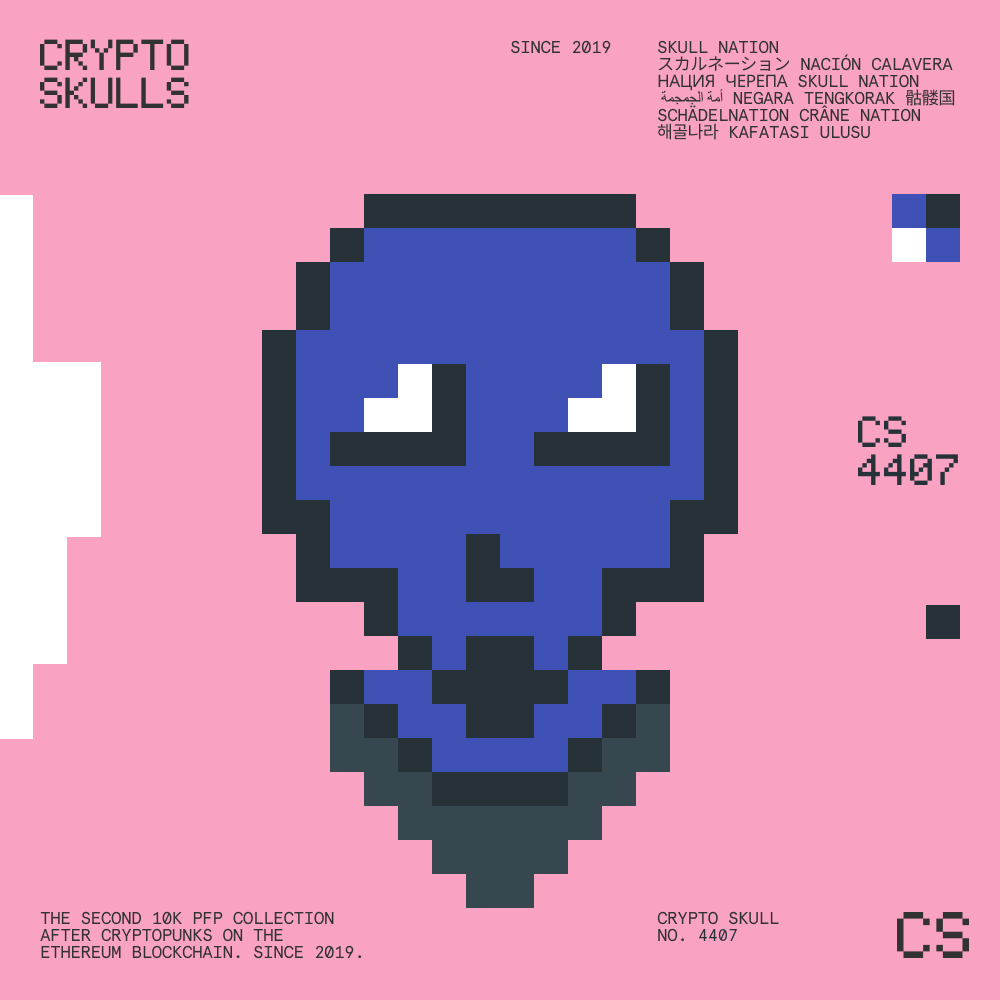 CRYPTO
SKULLS
SINCE 2019
SKULL NATION
スカルネーション NACIÓN CALAVERA
НАЦИЯ ЧЕРЕПА SKULL NATION
أمة الجمجمة NEGARA TENGKORAK 骷髅国
SCHÄDELNATION CRÂNE NATION
해골나라 KAFATASI ULUSU
CS
4407
THE SECOND 10K PFP COLLECTION
AFTER CRYPTOPUNKS ON THE
ETHEREUM BLOCKCHAIN. SINCE 2019.
CRYPTO SKULL
NO. 4407
CS